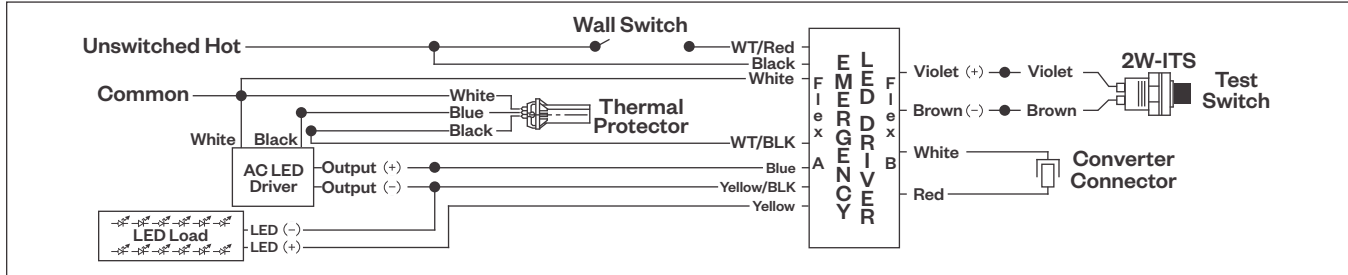 Unswitched Hot
Wall Switch
WT/Red
Black
White
Common
White
Blue
Black
Thermal
Protector
WT/BLK
White
Black
AC LED
Driver
Output (+)
Output (−)
Blue
Yellow/BLK
Yellow
LED Load
LED (−)
LED (+)
Flex A
EMERGENCY
LED DRIVER
Flex B
Violet (+)
Violet
Brown (−)
Brown
2W-ITS
Test
Switch
White
Red
Converter
Connector